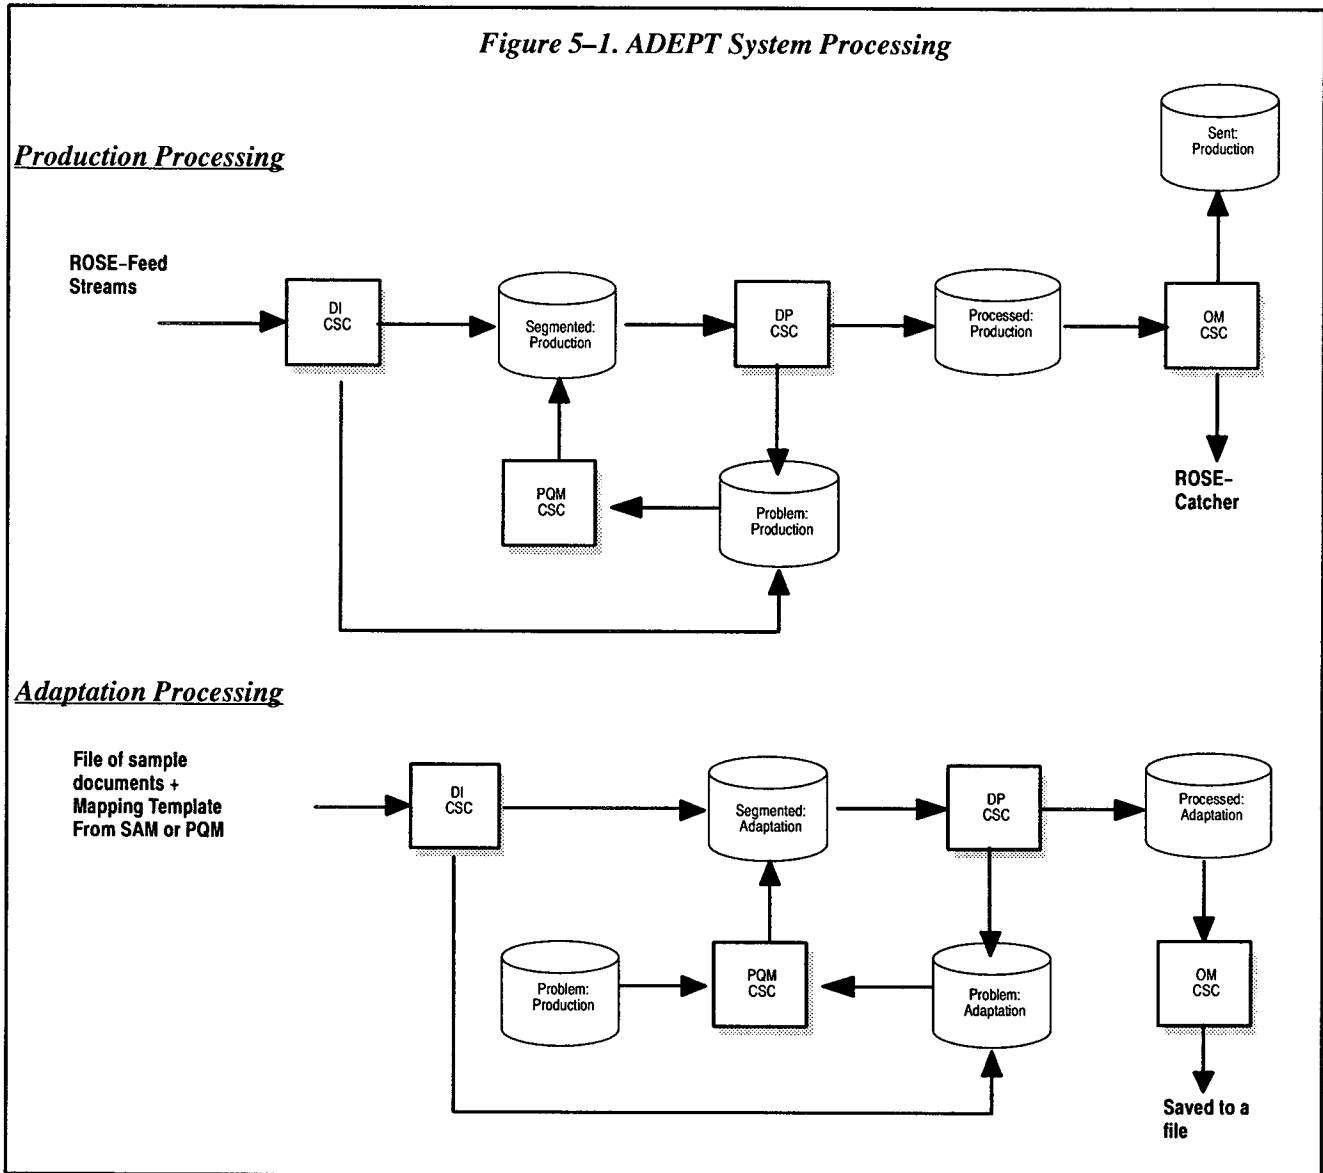 Figure 5–1. ADEPT System Processing
Sent:
Production
Production Processing
ROSE–Feed
Streams
DI
CSC
Segmented:
Production
DP
CSC
Processed:
Production
OM
CSC
PQM
CSC
Problem:
Production
ROSE–
Catcher
Adaptation Processing
File of sample
documents +
Mapping Template
From SAM or PQM
DI
CSC
Segmented:
Adaptation
DP
CSC
Processed:
Adaptation
Problem:
Production
PQM
CSC
Problem:
Adaptation
OM
CSC
Saved to a
file